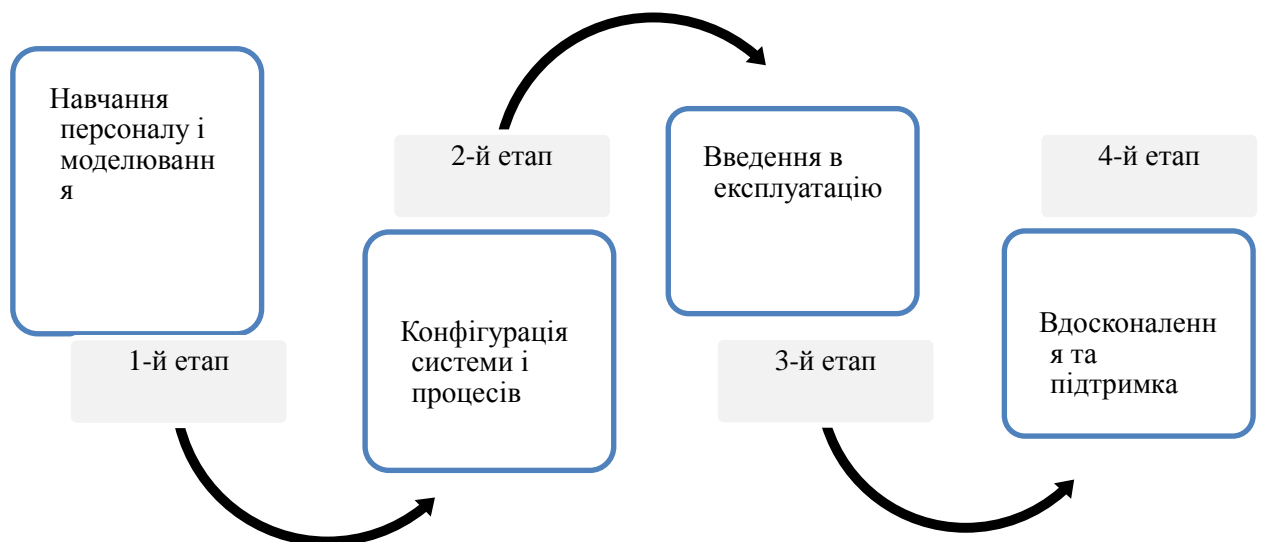 Навчання
персоналу і
моделюванн
я
1-й етап
2-й етап
Конфігурація
системи і
процесів
Введення в
експлуатацію
3-й етап
4-й етап
Вдосконаленн
я та
підтримка